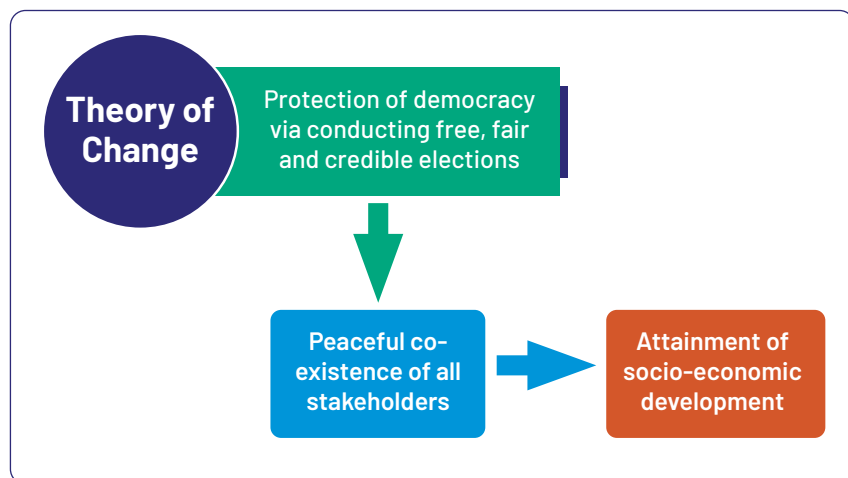 Theory of
Change
Protection of democracy
via conducting free, fair
and credible elections
Peaceful co-
existence of all
stakeholders
Attainment of
socio-economic
development